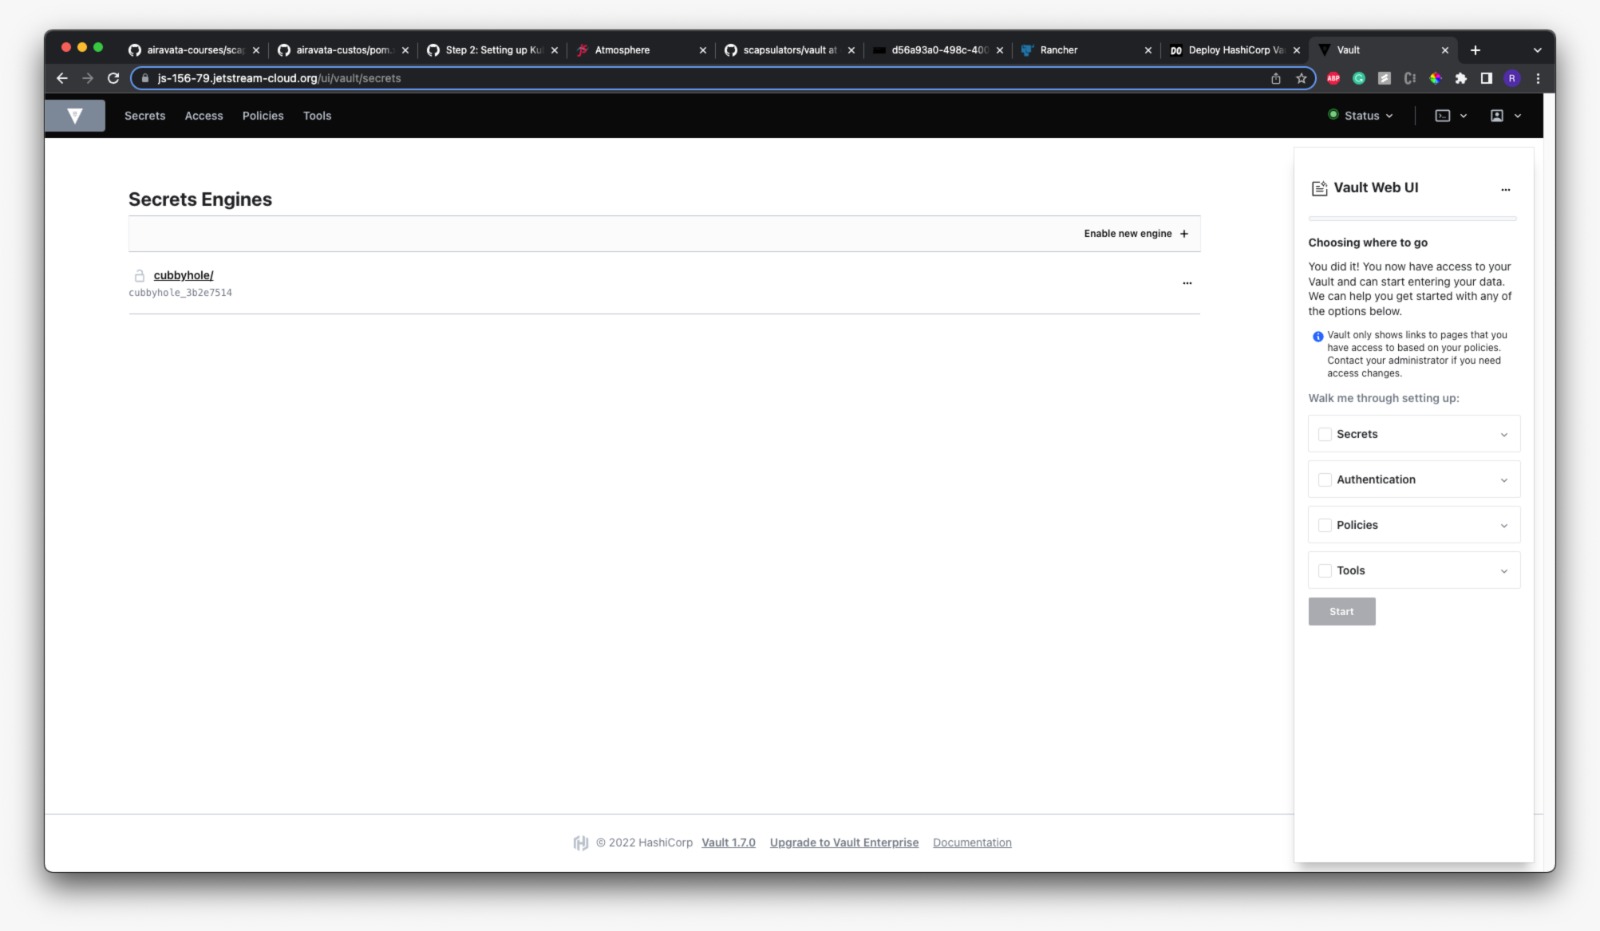 airavata-courses/scap
airavata-custos/pom.
Step 2: Setting up Ku
Atmosphere
scapsulators/vault at
d56a93a0-498c-400
Rancher
Deploy HashiCorp Va
Vault
js-156-79.jetstream-cloud.org/ui/vault/secrets
ABP
R
Secrets
Access
Policies
Tools
Status
Secrets Engines
Enable new engine +
cubbyhole/
cubbyhole_3b2e7514
Vault Web UI
Choosing where to go
You did it! You now have access to your
Vault and can start entering your data.
We can help you get started with any of
the options below.
Vault only shows links to pages that you
have access to based on your policies.
Contact your administrator if you need
access changes.
Walk me through setting up:
Secrets
Authentication
Policies
Tools
Start
© 2022 HashiCorp Vault 1.7.0 Upgrade to Vault Enterprise Documentation